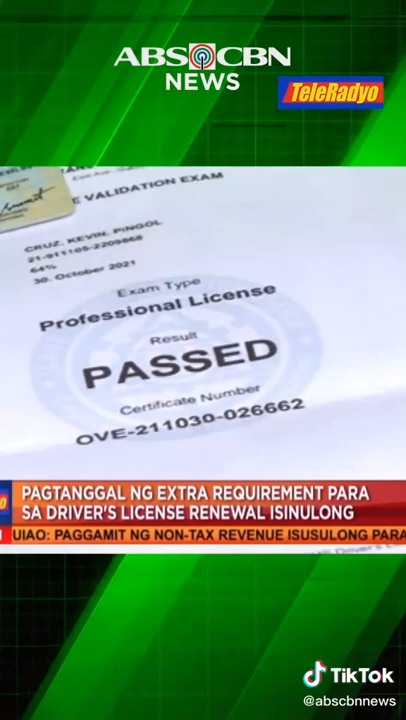 ABS CBN
NEWS
TeleRadyo
E VALIDATION EXAM
CRUZ, KEVIN, PINGOL
21-911105-2209868
64%
30. October 2021
Exam Type
Professional License
Result
PASSED
Certificate Number
OVE-211030-026662
PAGTANGGAL NG EXTRA REQUIREMENT PARA
SA DRIVER'S LICENSE RENEWAL ISINULONG
UIAO: PAGGAMIT NG NON-TAX REVENUE ISUSULONG PARA
TikTok
@abscbnnews